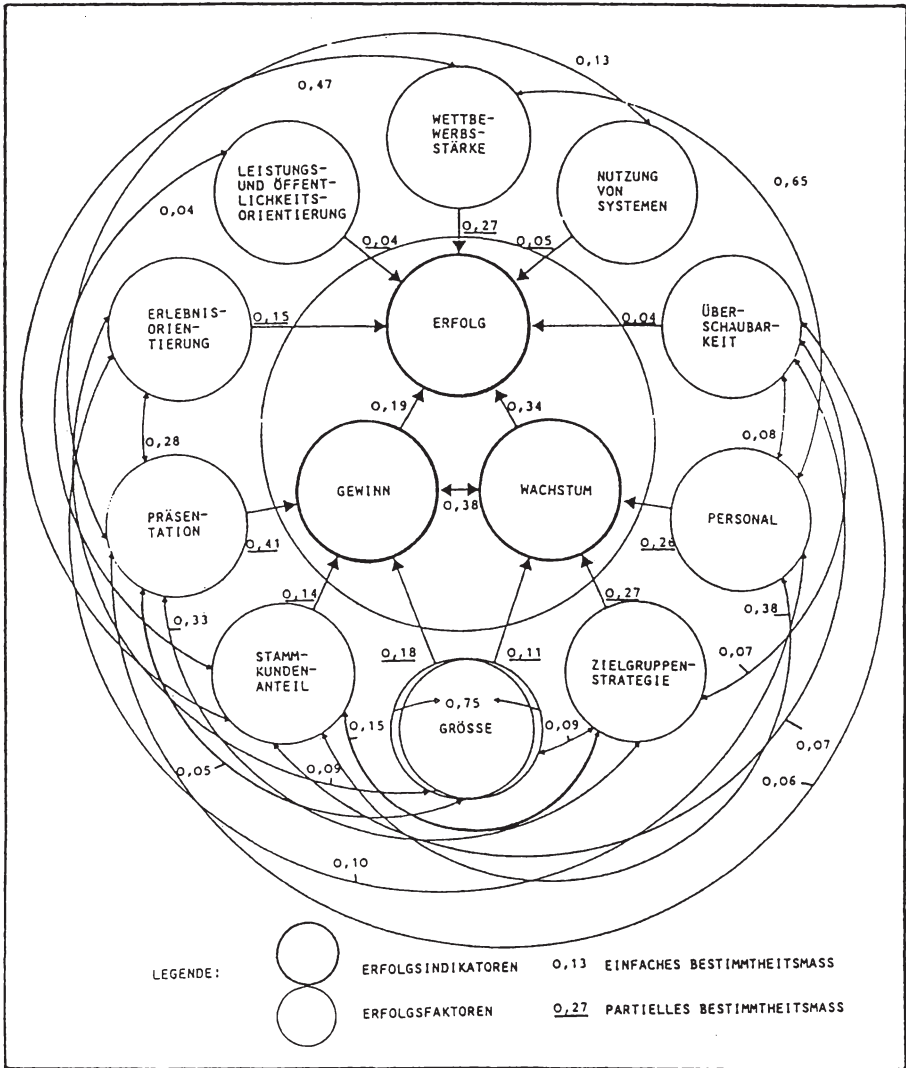 0,13
0,47
WETTBE-
WERBS-
STÄRKE
LEISTUNGS-
UND ÖFFENT-
LICHKEITS-
ORIENTIERUNG
NUTZUNG
VON
SYSTEMEN
0,65
0,04
0,27
0,04
0,05
ERLEBNIS-
ORIEN-
TIERUNG
0,15
ERFOLG
0,04
ÜBER-
SCHAUBAR-
KEIT
0,19
0,34
0,28
0,08
GEWINN
0,38
WACHSTUM
PRÄSEN-
TATION
0,41
PERSONAL
0,26
0,14
0,27
0,33
0,38
STAMM-
KUNDEN-
ANTEIL
0,18
0,11
ZIELGRUPPEN-
STRATEGIE
0,07
0,75
GRÖSSE
0,15
0,09
0,07
0,05
0,09
0,06
0,10
LEGENDE:
ERFOLGSINDIKATOREN
0,13 EINFACHES BESTIMMTHEITSMASS
ERFOLGSFAKTOREN
0,27 PARTIELLES BESTIMMTHEITSMASS